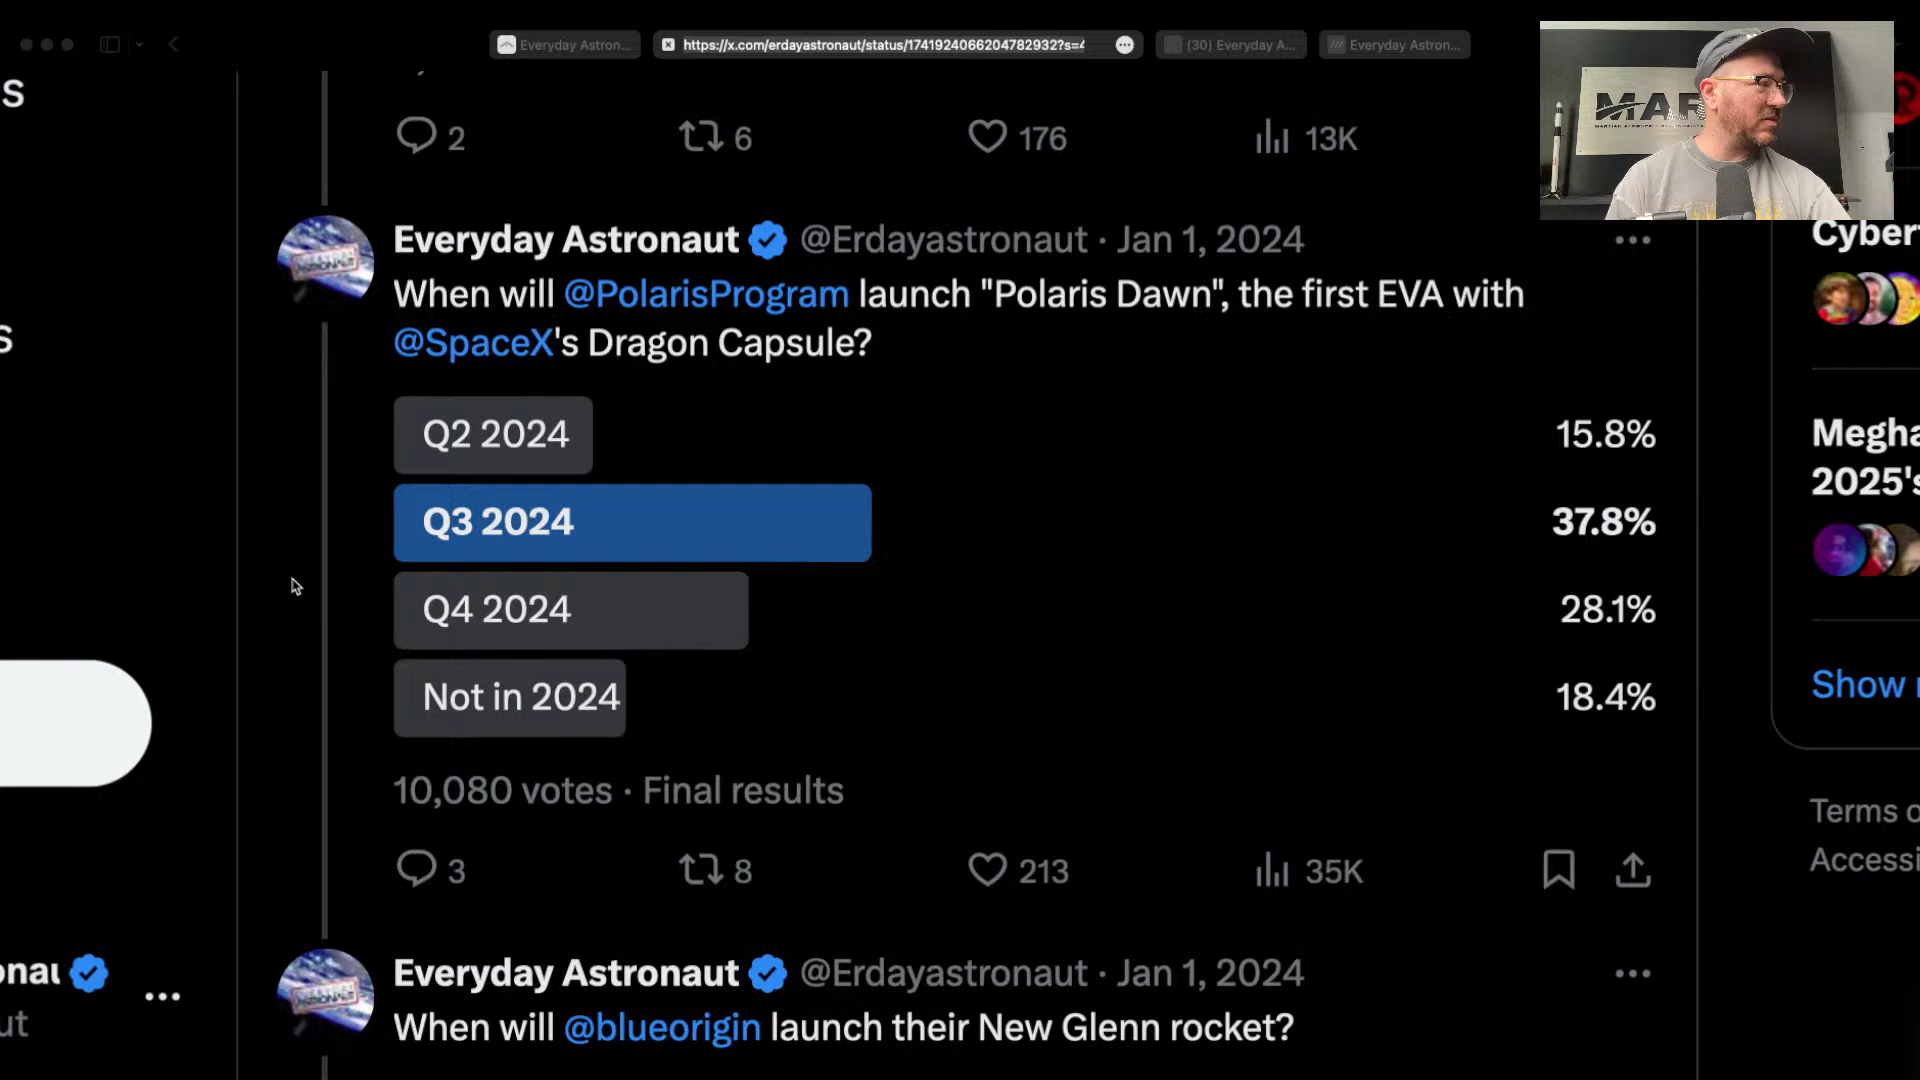 Everyday Astron...
https://x.com/erdayastronaut/status/1741924066204782932?s=4
(30) Everyday A...
Everyday Astron...
MAR
s
2
6
176
13K
Everyday Astronaut @Erdayastronaut · Jan 1, 2024
When will @PolarisProgram launch "Polaris Dawn", the first EVA with
@SpaceX's Dragon Capsule?
Q2 2024 15.8%
Q3 2024 37.8%
Q4 2024 28.1%
Not in 2024 18.4%
10,080 votes · Final results
3
8
213
35K
Everyday Astronaut @Erdayastronaut · Jan 1, 2024
When will @blueorigin launch their New Glenn rocket?
s
onau
ut
Cyber
Megha
2025's
Show
Terms o
Accessi